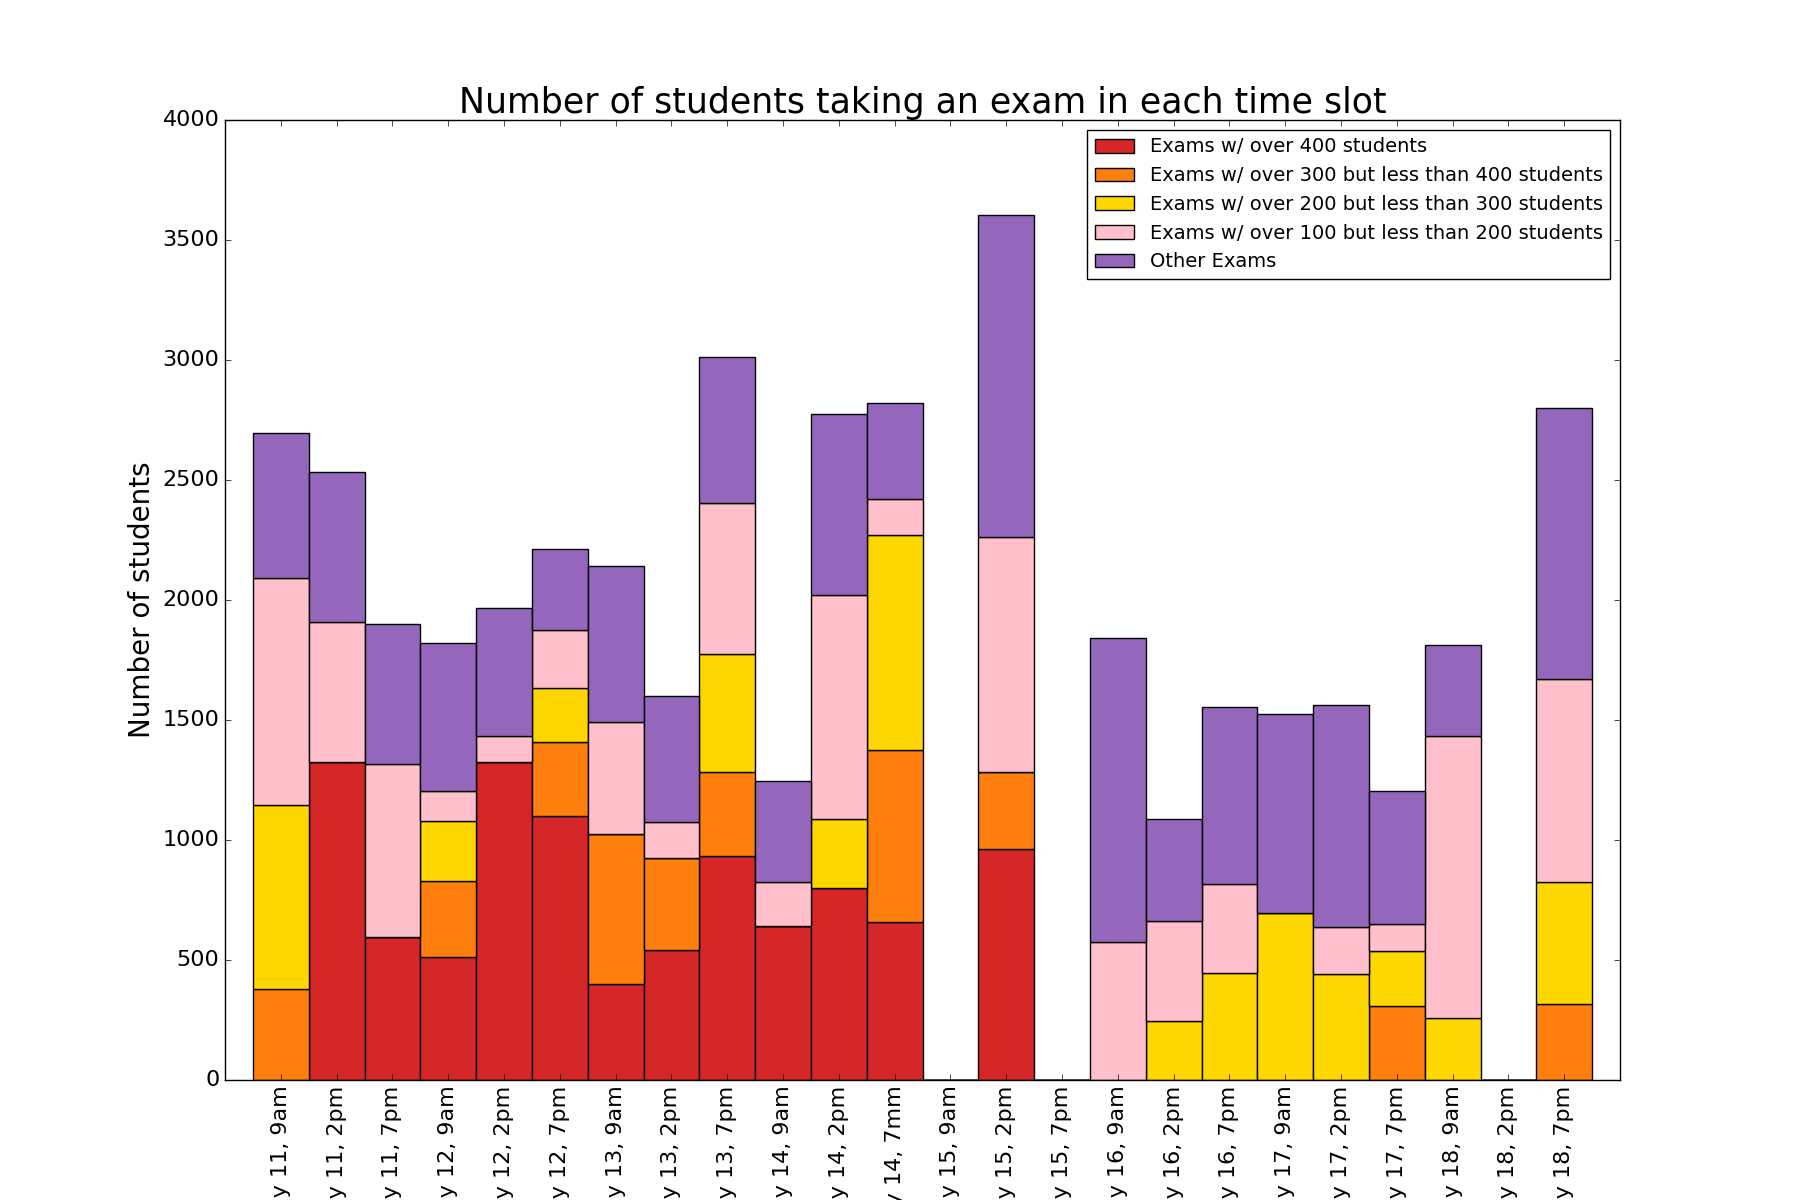 Number of students taking an exam in each time slot
Number of students
4000
3500
3000
2500
2000
1500
1000
500
0
Exams w/ over 400 students
Exams w/ over 300 but less than 400 students
Exams w/ over 200 but less than 300 students
Exams w/ over 100 but less than 200 students
Other Exams
y 11, 9am
y 11, 2pm
y 11, 7pm
y 12, 9am
y 12, 2pm
y 12, 7pm
y 13, 9am
y 13, 2pm
y 13, 7pm
y 14, 9am
y 14, 2pm
y 14, 7mm
y 15, 9am
y 15, 2pm
y 15, 7pm
y 16, 9am
y 16, 2pm
y 16, 7pm
y 17, 9am
y 17, 2pm
y 17, 7pm
y 18, 9am
y 18, 2pm
y 18, 7pm